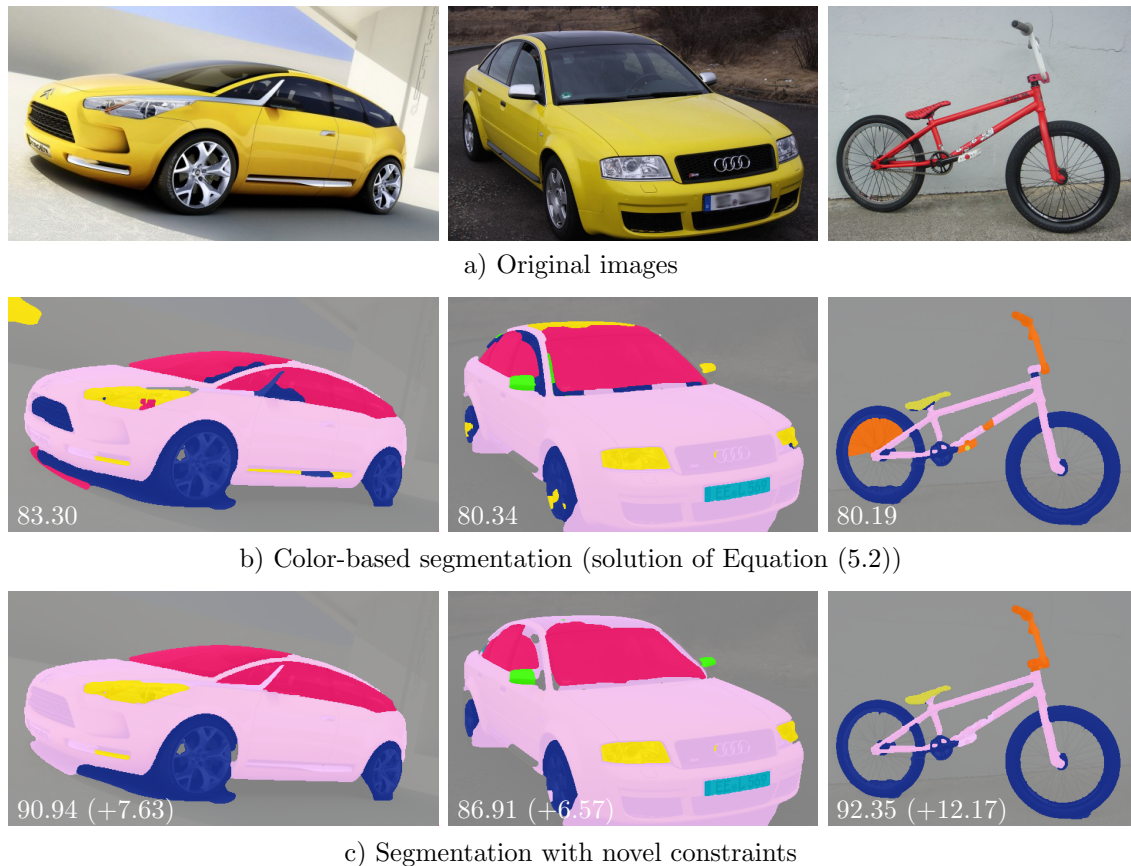 a) Original images
83.30
80.34
80.19
b) Color-based segmentation (solution of Equation (5.2))
90.94 (+7.63)
86.91 (+6.57)
92.35 (+12.17)
c) Segmentation with novel constraints